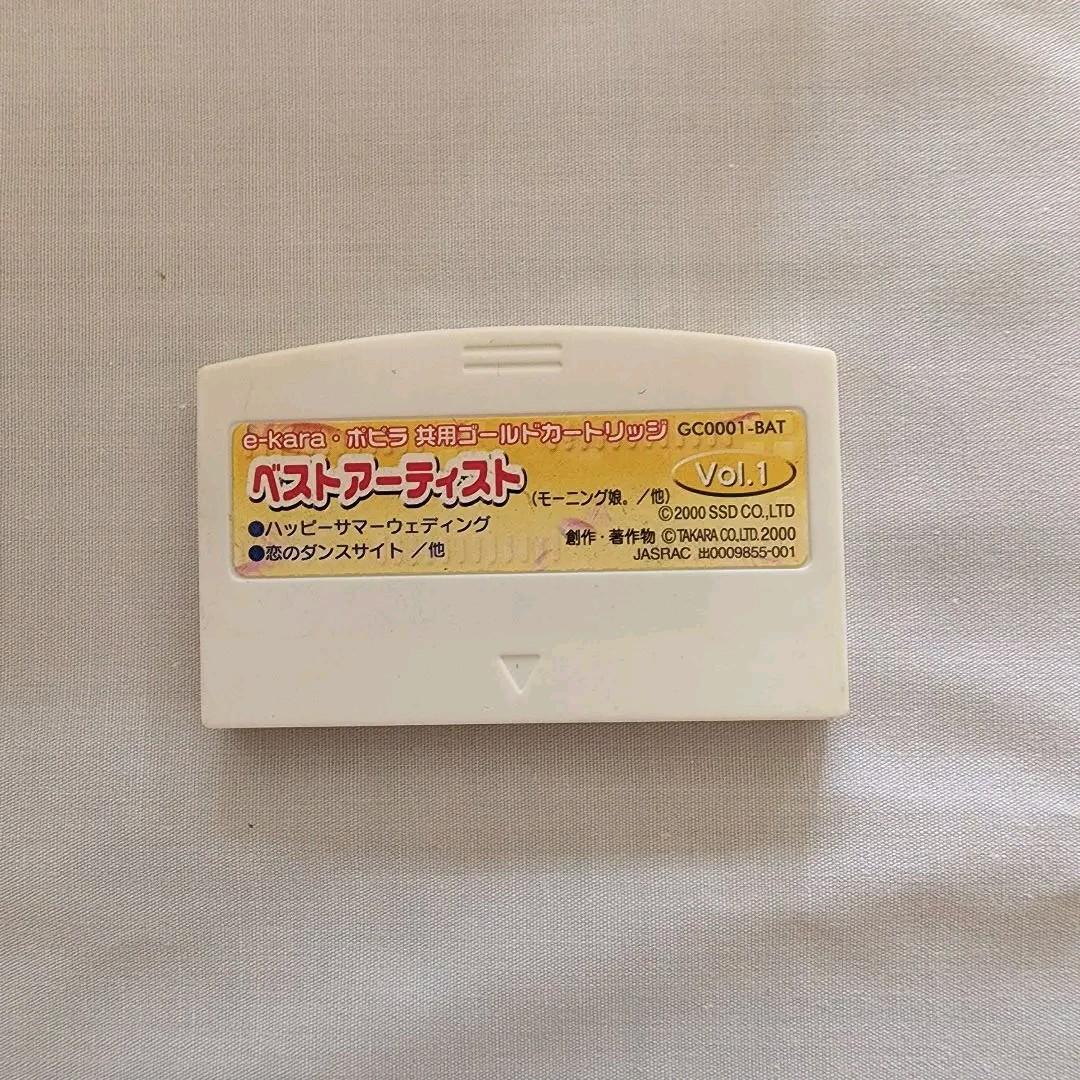 e-kara・ポピラ 共用ゴールドカートリッジ GC0001-BAT
ベストアーティスト (モーニング娘。/他) Vol.1
●ハッピーサマーウェディング ©2000 SSD CO.,LTD
●恋のダンスサイト /他 創作・著作物 ©TAKARA CO.,LTD. 2000
JASRAC 出0009855-001